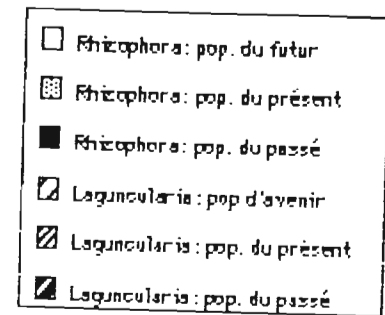 Rhizophora: pop. du futur
Rhizophora: pop. du présent
Rhizophora: pop. du passé
Laguncularia: pop d'avenir
Laguncularia: pop. du présent
Laguncularia: pop. du passé